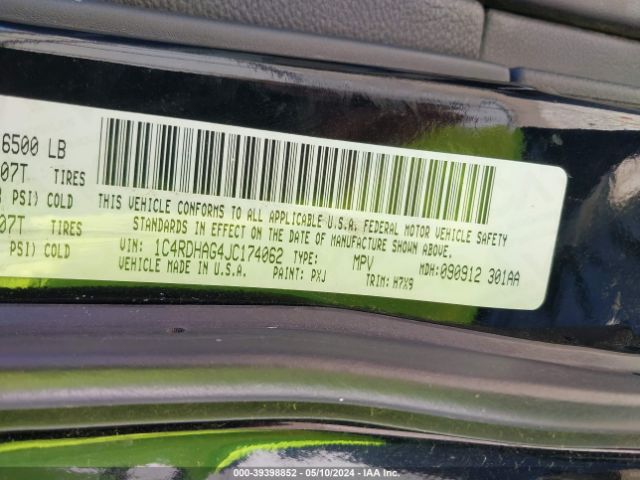 6500 LB
07T TIRES
PSI) COLD
07T TIRES
PSI) COLD
THIS VEHICLE CONFORMS TO ALL APPLICABLE U.S.A. FEDERAL MOTOR VEHICLE SAFETY
STANDARDS IN EFFECT ON THE DATE OF MANUFACTURE SHOWN ABOVE.
VIN: 1C4RDHAG4JC174062 TYPE: MPV MDH: 090912 301AA
VEHICLE MADE IN U.S.A. PAINT: PXJ TRIM: H7X9
000-39398852 - 05/10/2024 - IAA Inc.